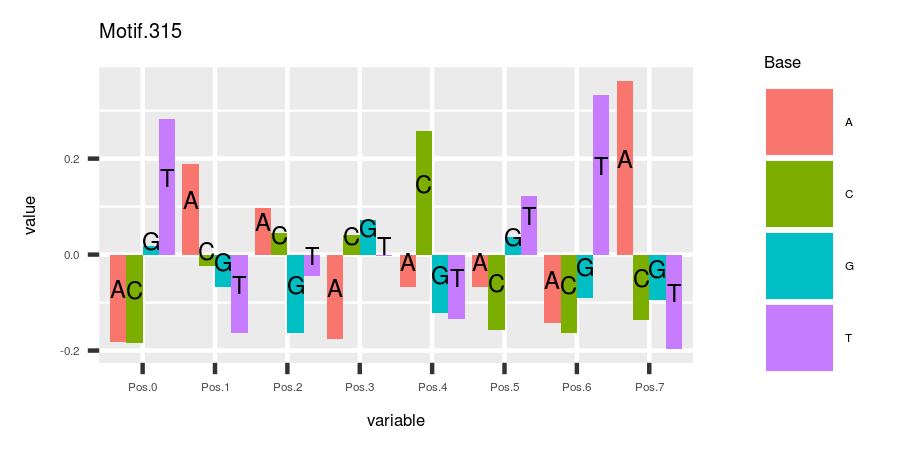 Motif.315
Base
A
C
G
T
value
0.2
0.0
-0.2
A C G T A C G T A C G T A C G T A C G T A C G T A C G T A C G T
Pos.0 Pos.1 Pos.2 Pos.3 Pos.4 Pos.5 Pos.6 Pos.7
variable